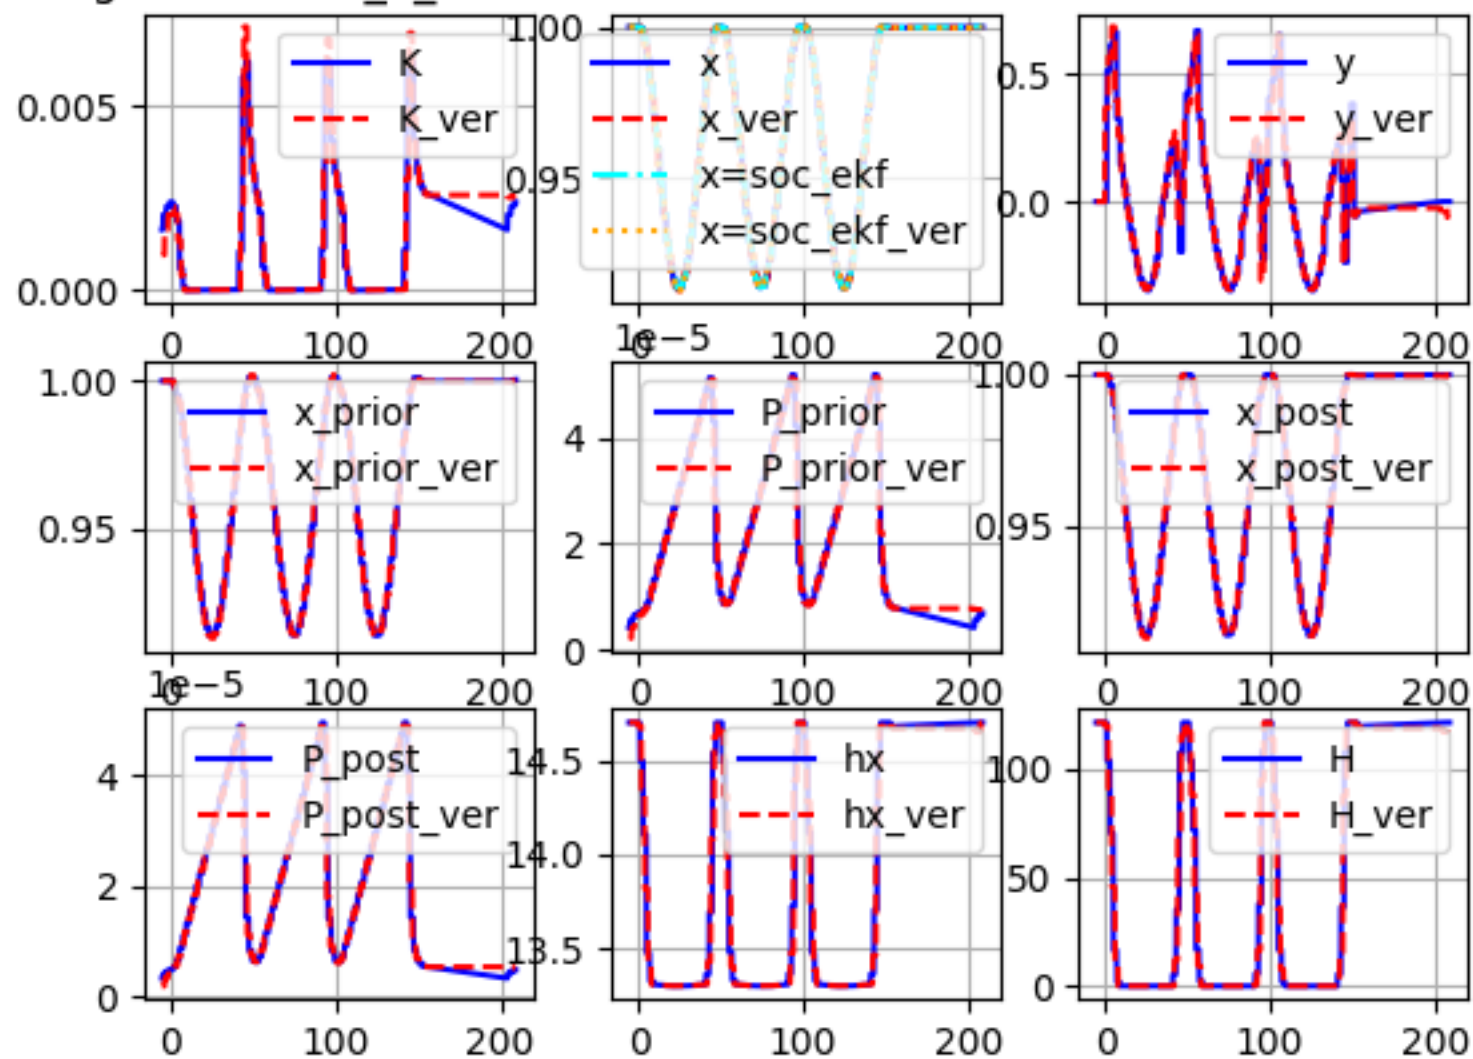 K
K_ver
0.005
0.000
0
100
200
1.00
0.95
x
x_ver
x=soc_ekf
x=soc_ekf_ver
0
100
200
0.5
0.0
y
y_ver
0
100
200
1.00
0.95
x_prior
x_prior_ver
0
100
200
1e−5
4
2
0
P_prior
P_prior_ver
0
100
200
1.00
0.95
x_post
x_post_ver
0
100
200
1e−5
4
2
0
P_post
P_post_ver
0
100
200
14.5
14.0
13.5
hx
hx_ver
0
100
200
100
50
0
H
H_ver
0
100
200